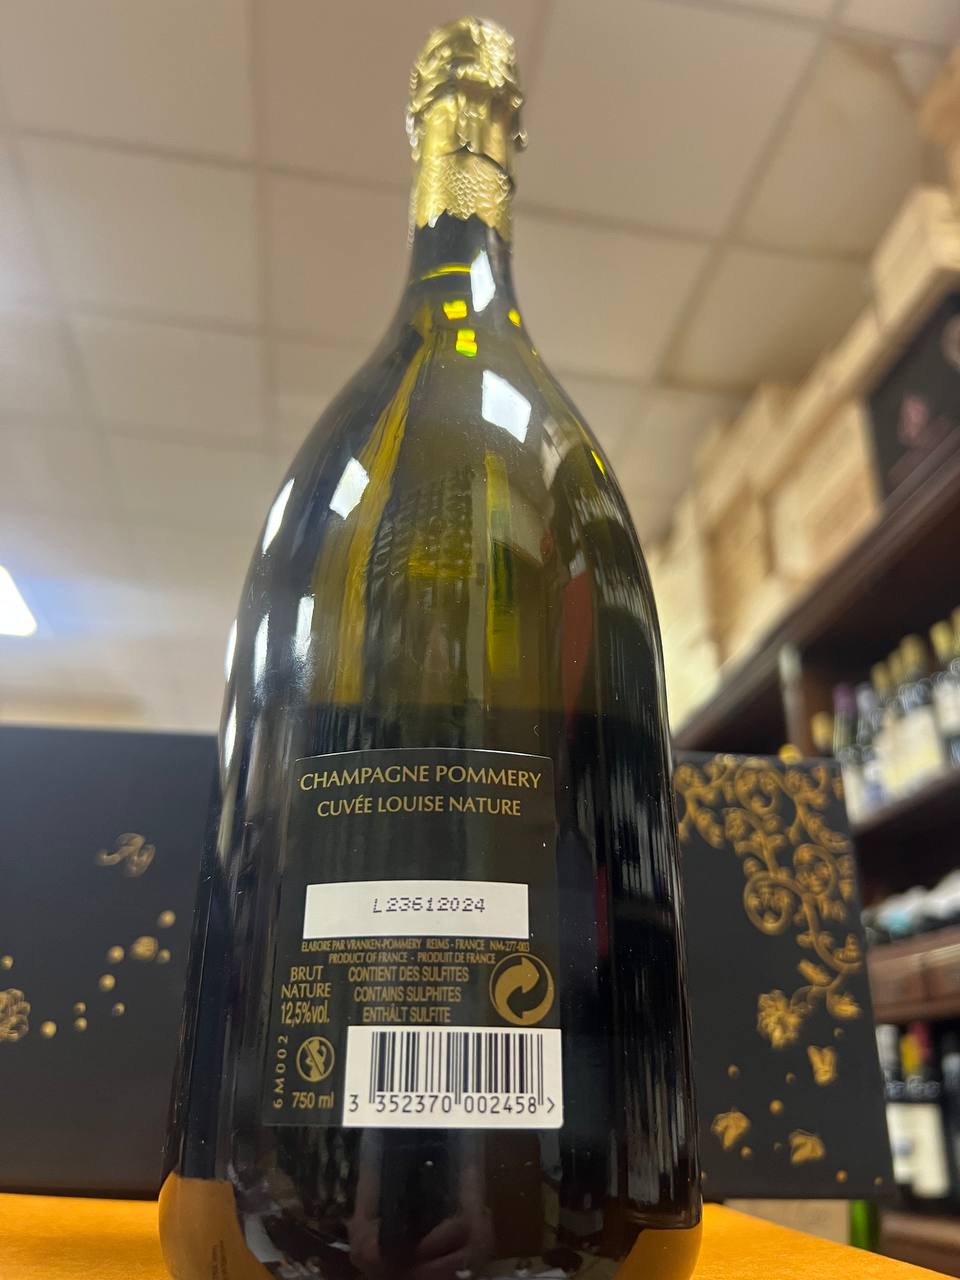 CHAMPAGNE POMMERY
CUVÉE LOUISE NATURE
L23612024
ELABORE PAR VRANKEN-POMMERY REIMS - FRANCE NM-277-003
PRODUCT OF FRANCE - PRODUIT DE FRANCE
BRUT
NATURE
12,5%vol.
CONTIENT DES SULFITES
CONTAINS SULPHITES
ENTHÄLT SULFITE
6M002
750 ml
3 352370 002458 >